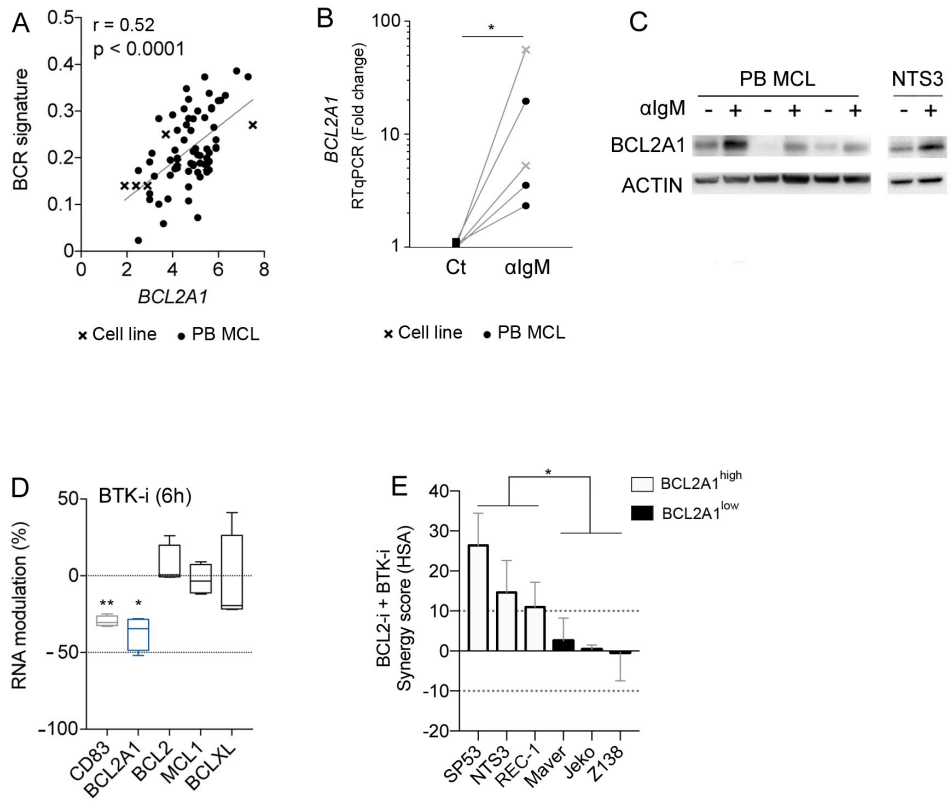 A
r = 0.52
p < 0.0001
BCR signature
0.5
0.4
0.3
0.2
0.1
0
0 2 4 6 8
BCL2A1
× Cell line ● PB MCL
B
BCL2A1
RTqPCR (Fold change)
100
10
1
*
Ct αIgM
× Cell line ● PB MCL
C
PB MCL NTS3
αIgM - + - + - + - +
BCL2A1
ACTIN
D
BTK-i (6h)
RNA modulation (%)
50
0
-50
-100
** *
CD83
BCL2A1
BCL2
MCL1
BCLXL
E
BCL2-i + BTK-i
Synergy score (HSA)
40
30
20
10
0
-10
-20
*
BCL2A1high
BCL2A1low
SP53
NTS3
REC-1
Maver
Jeko
Z138